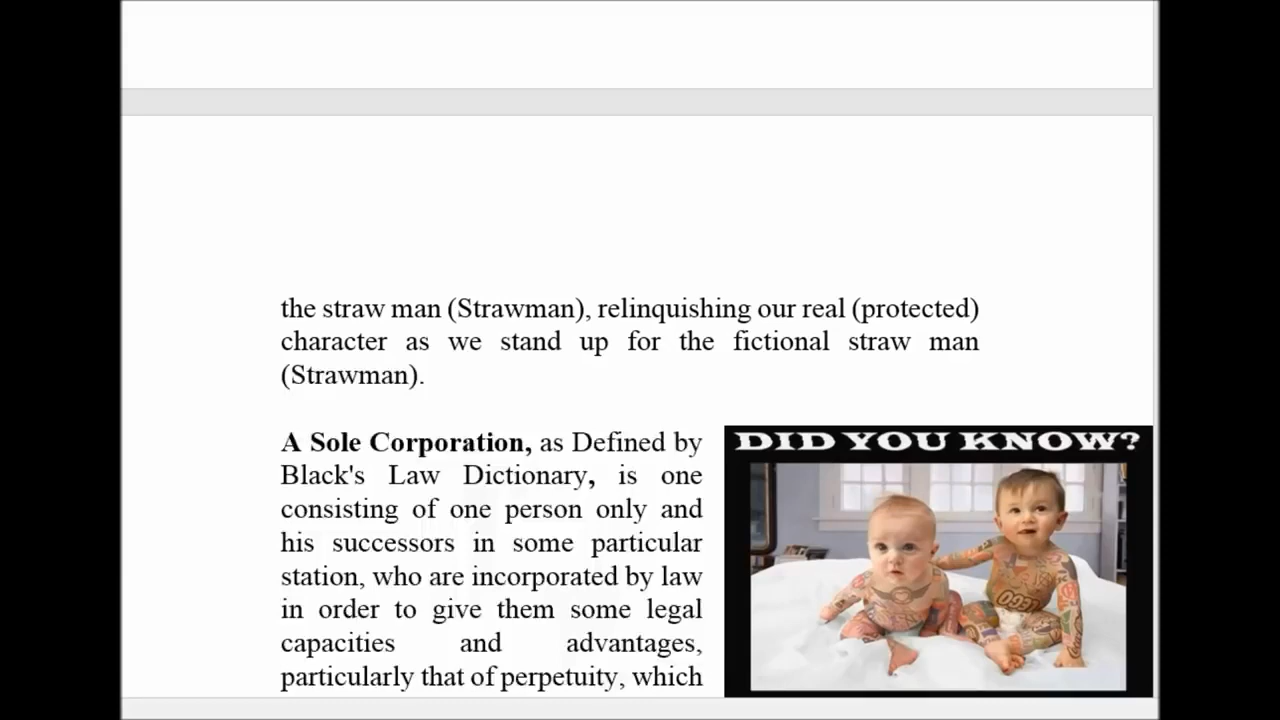 the straw man (Strawman), relinquishing our real (protected)
character as we stand up for the fictional straw man
(Strawman).
A Sole Corporation, as Defined by
Black's Law Dictionary, is one
consisting of one person only and
his successors in some particular
station, who are incorporated by law
in order to give them some legal
capacities and advantages,
particularly that of perpetuity, which
DID YOU KNOW?